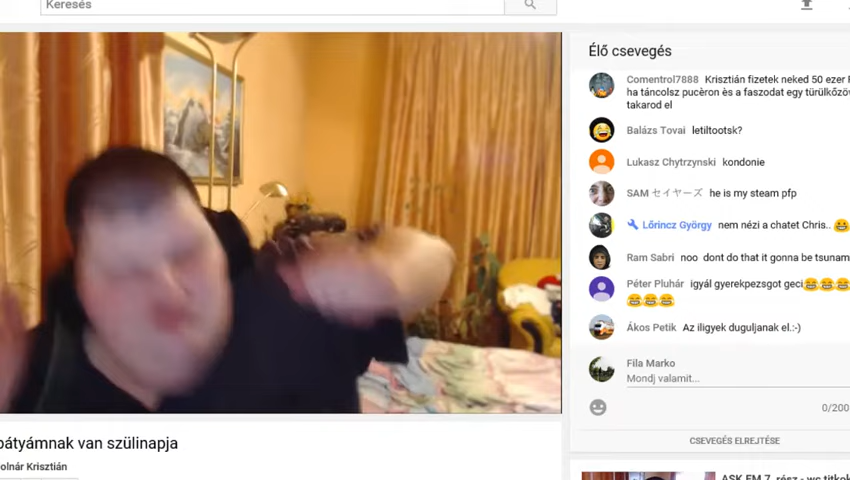 Keresés
Élő csevegés
Comentrol7888 Krisztián fizetek neked 50 ezer
ha táncolsz pucèron ès a faszodat egy türülköző
takarod el
Balázs Tovai letiltootsk?
Lukasz Chytrzynski kondonie
SAM セイヤーズ he is my steam pfp
Lőrincz György nem nézi a chatet Chris.. 😂
Ram Sabri noo dont do that it gonna be tsunam
Péter Pluhár igyál gyerekpezsgot geci😂😂😂
😂😂😂
Ákos Petik Az iligyek duguljanak el.:-)
Fila Marko
Mondj valamit...
0/200
CSEVEGÉS ELREJTÉSE
bátyámnak van szülinapja
olnár Krisztián
ASK.FM 7. rész - wc titko